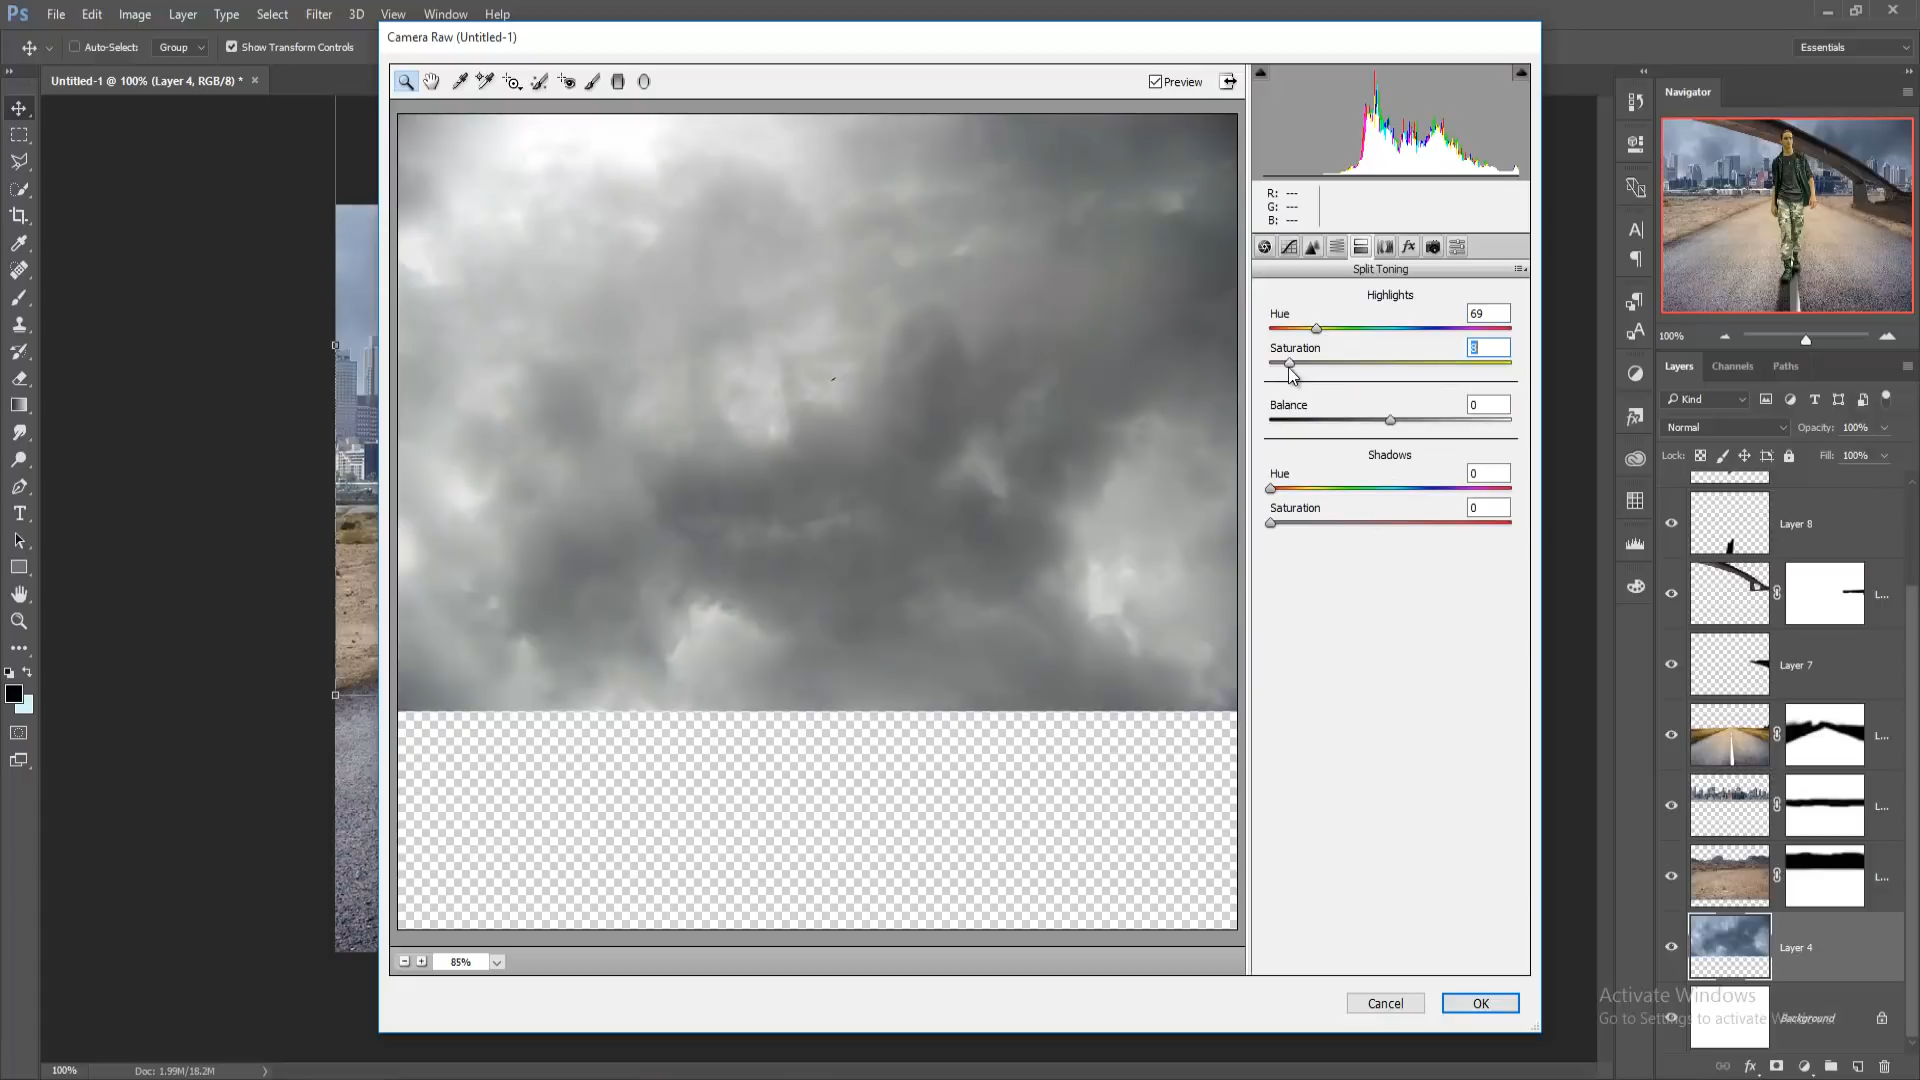 Ps File Edit Image Layer Type Select Filter 3D View Window Help
Auto-Select: Group Show Transform Controls Essentials
Untitled-1 @ 100% (Layer 4, RGB/8) *
Camera Raw (Untitled-1)
Preview
R: ---
G: ---
B: ---
Split Toning
Highlights
Hue 69
Saturation 8
Balance 0
Shadows
Hue 0
Saturation 0
85%
Cancel OK
Navigator
100%
Layers Channels Paths
Kind
Normal Opacity: 100%
Lock: Fill: 100%
Layer 8
L...
Layer 7
L...
L...
L...
Layer 4
Background
Activate Windows
Go to Settings to activate Windows.
100% Doc: 1.99M/18.2M